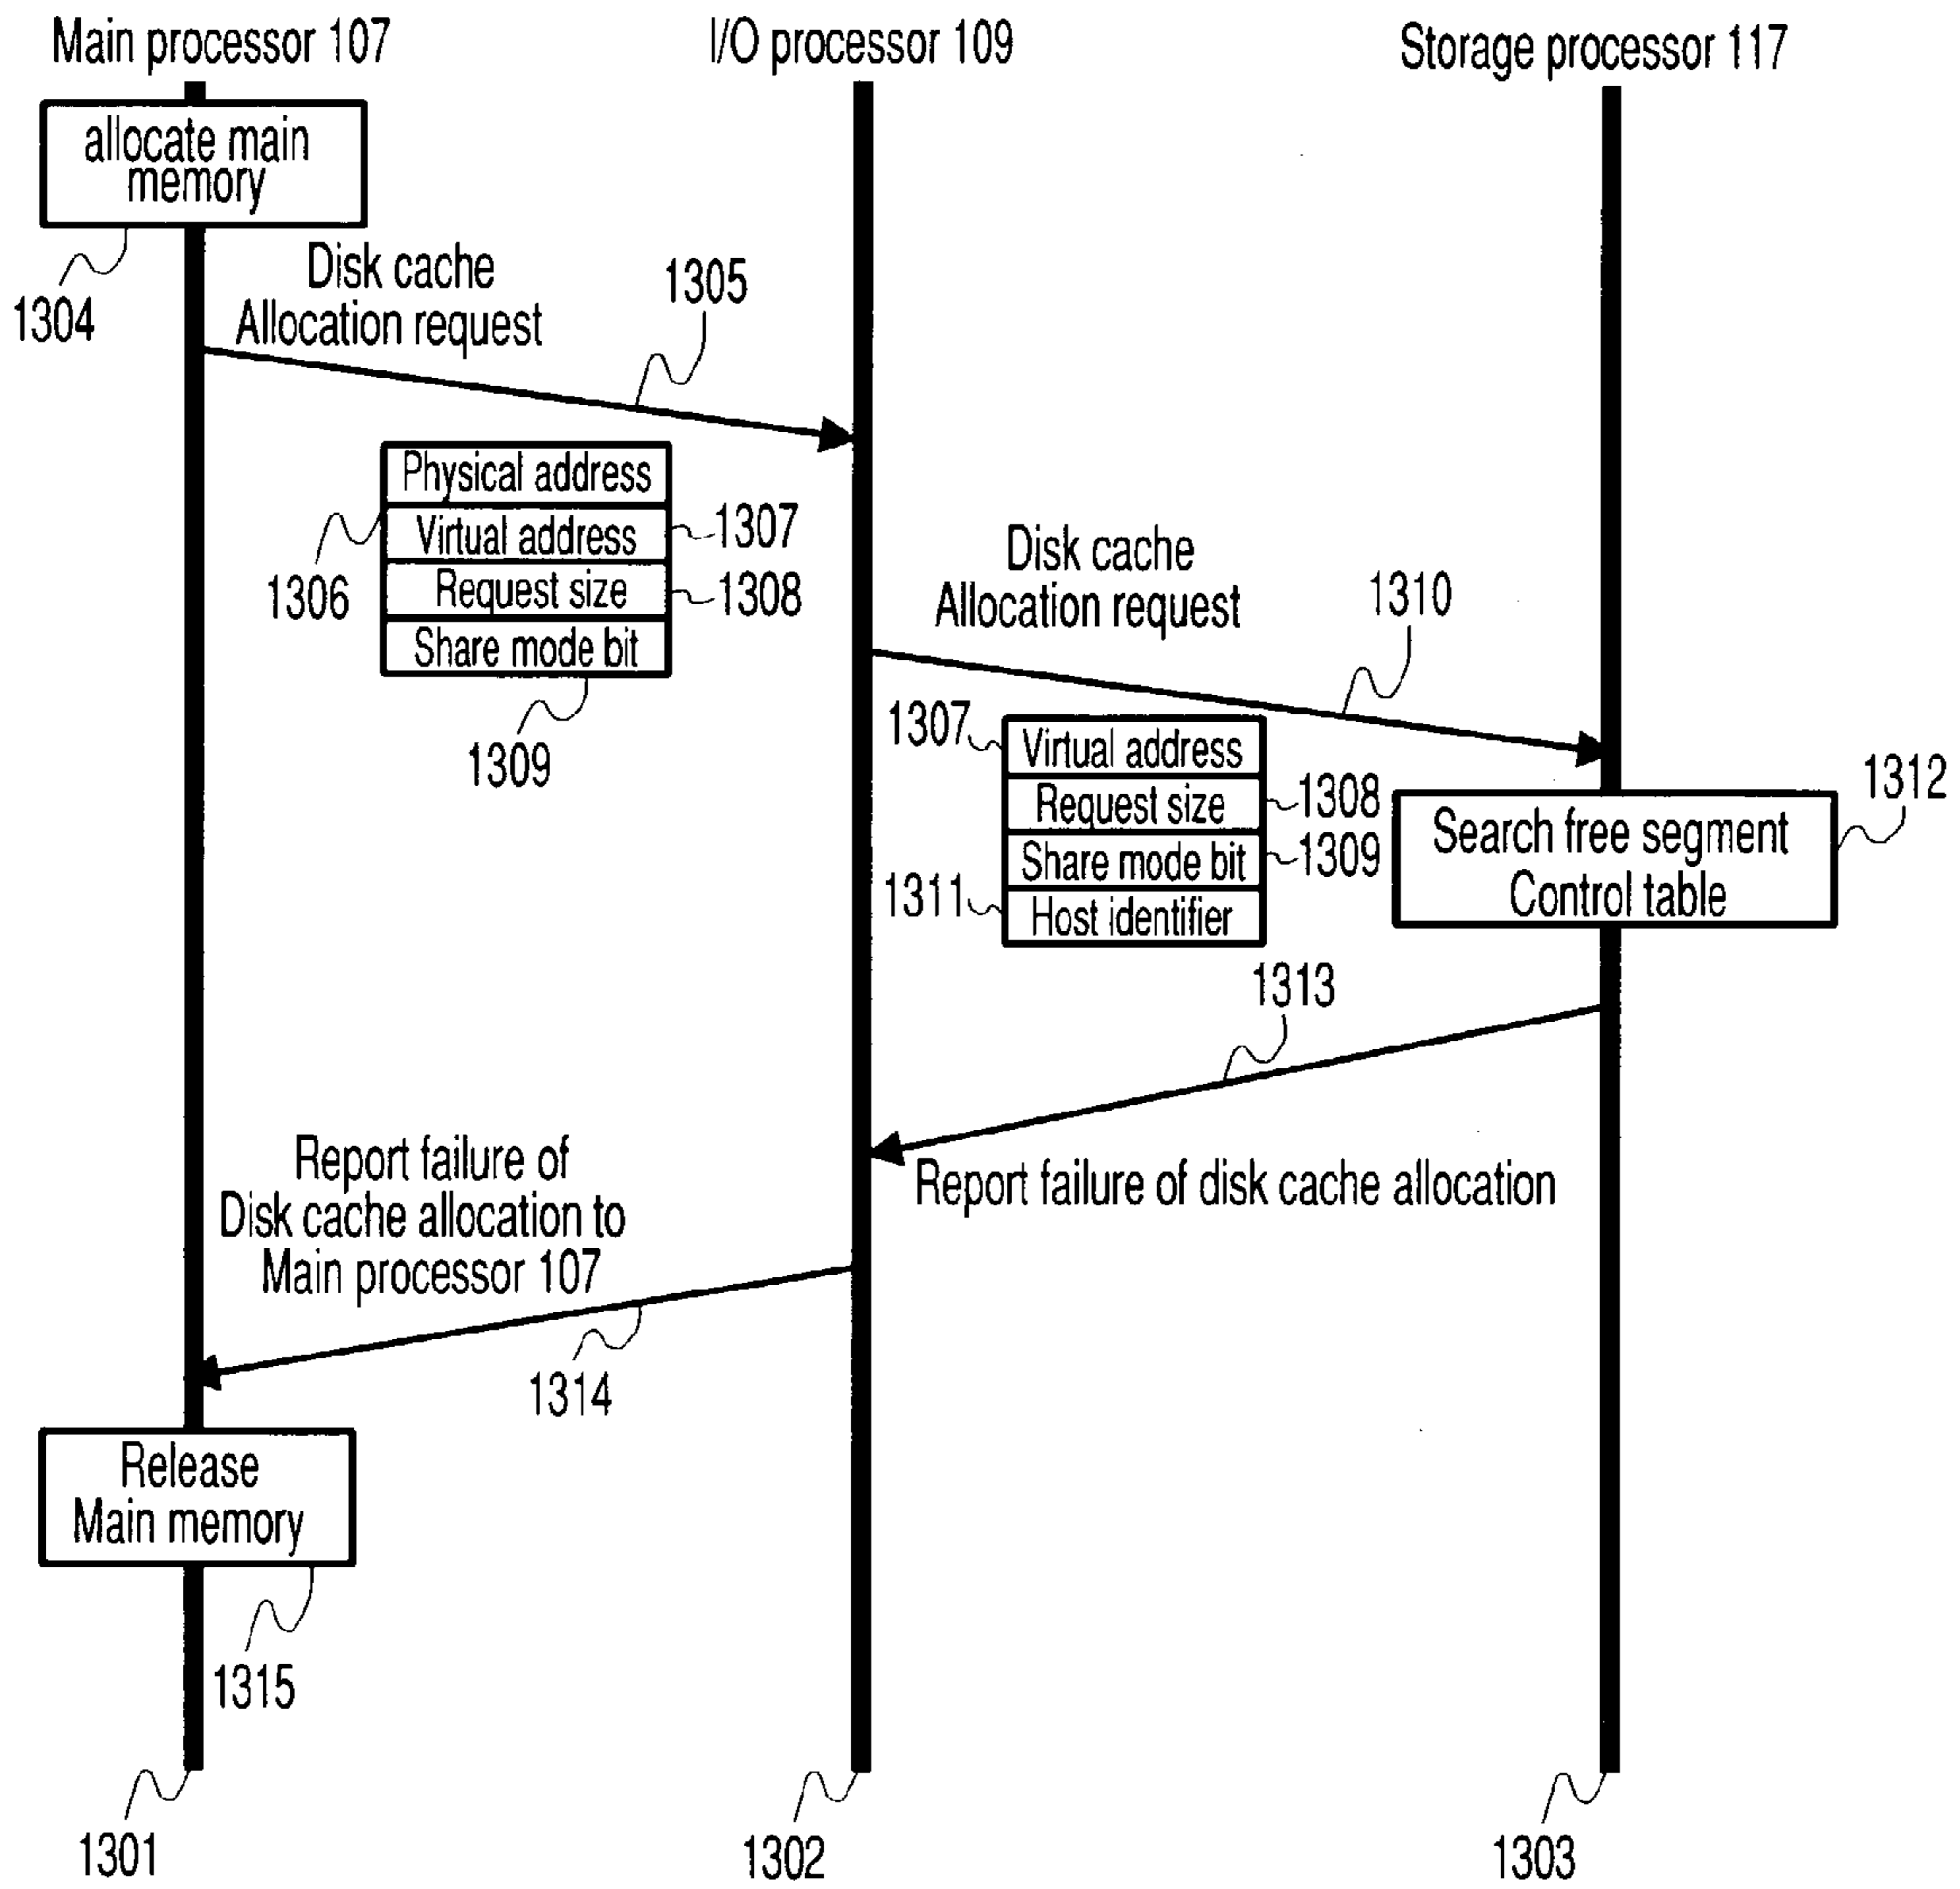 Main processor 107
I/O processor 109
Storage processor 117
allocate main
memory
1304
Disk cache
Allocation request
1305
Physical address
Virtual address
Request size
Share mode bit
1306
1307
1308
1309
Disk cache
Allocation request
1310
1307
Virtual address
Request size
Share mode bit
Host identifier
1308
1309
1311
1312
Search free segment
Control table
1313
Report failure of disk cache allocation
Report failure of
Disk cache allocation to
Main processor 107
1314
Release
Main memory
1315
1301
1302
1303